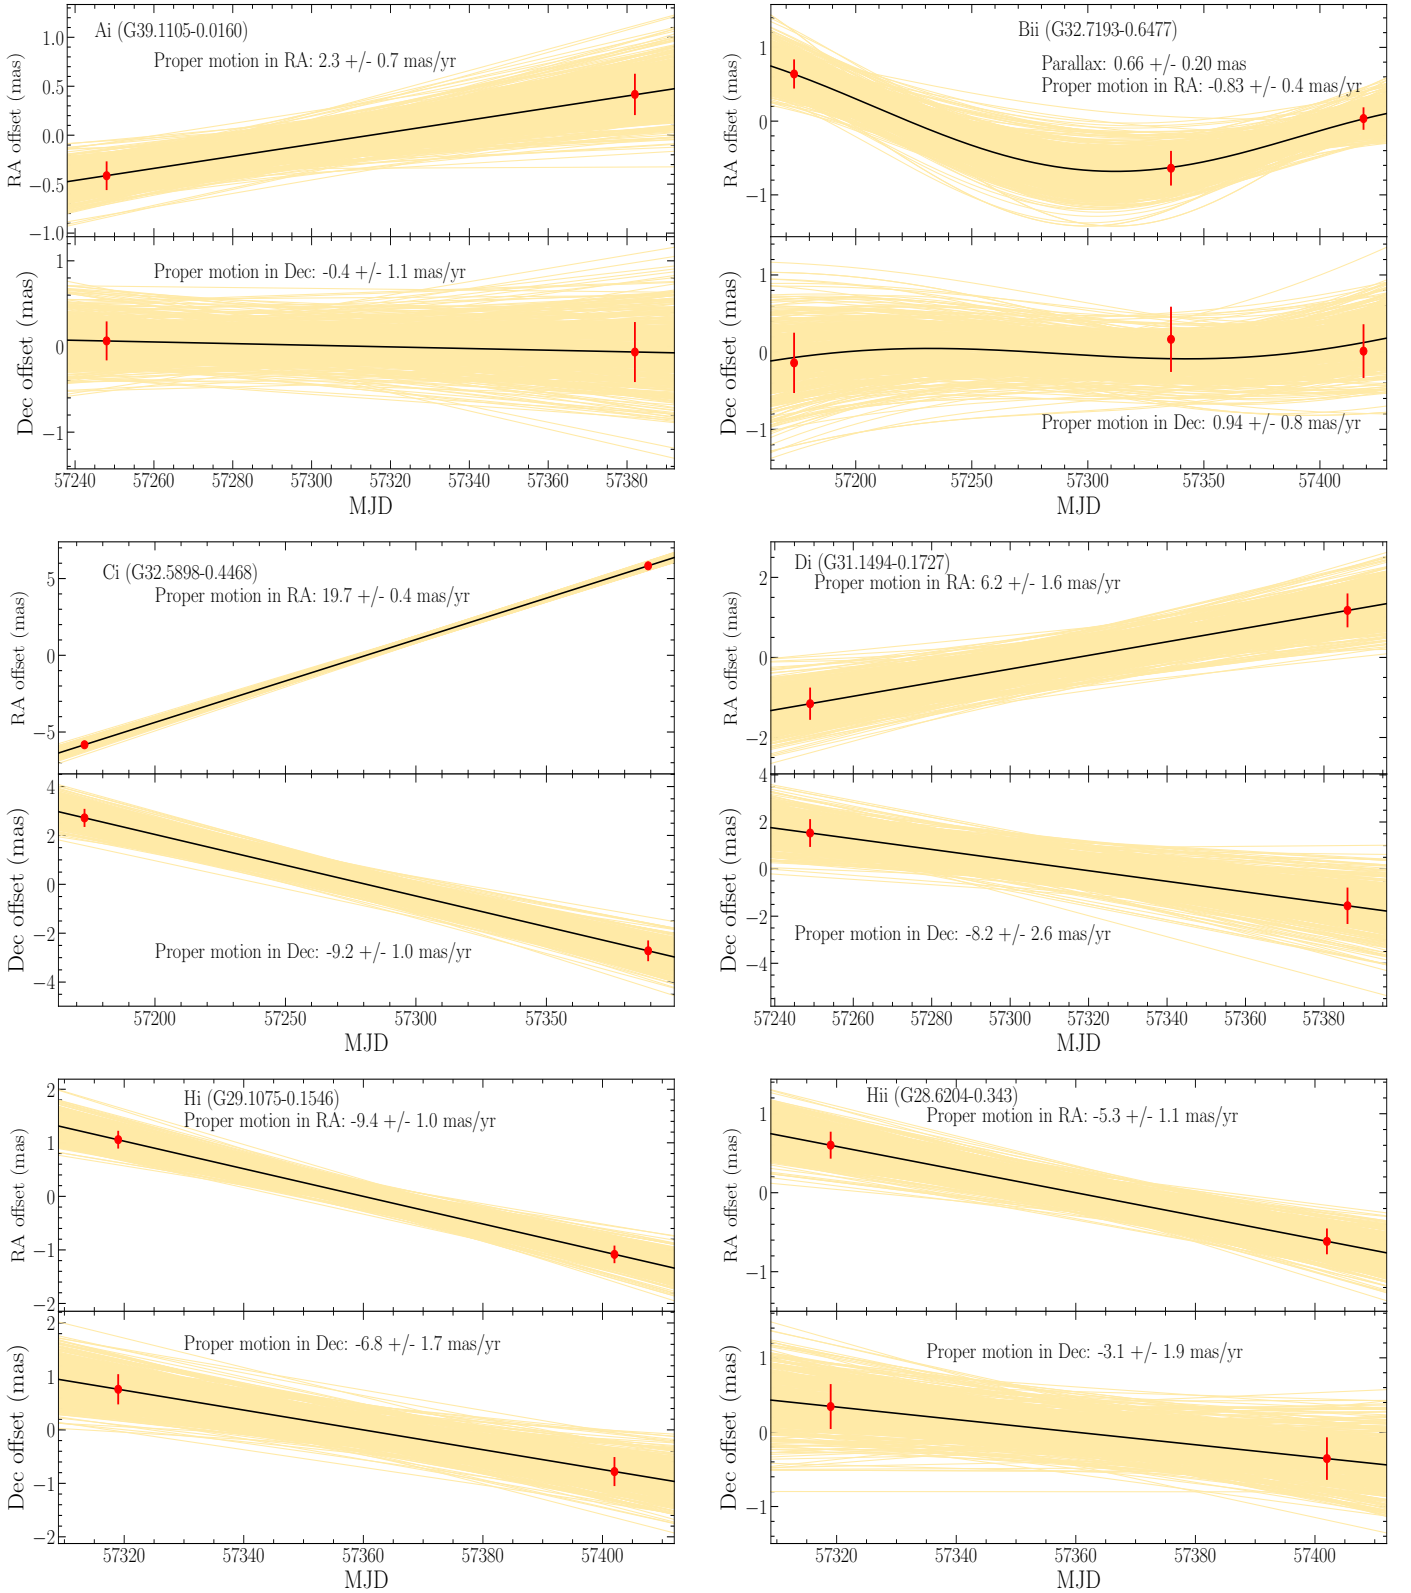 Ai (G39.1105-0.0160)
Proper motion in RA: 2.3 +/- 0.7 mas/yr
RA offset (mas)
1.0
0.5
0.0
−0.5
−1.0
Proper motion in Dec: -0.4 +/- 1.1 mas/yr
Dec offset (mas)
1
0
−1
57240 57260 57280 57300 57320 57340 57360 57380
MJD
Bii (G32.7193-0.6477)
Parallax: 0.66 +/- 0.20 mas
Proper motion in RA: -0.83 +/- 0.4 mas/yr
RA offset (mas)
1
0
−1
Proper motion in Dec: 0.94 +/- 0.8 mas/yr
Dec offset (mas)
1
0
−1
57200 57250 57300 57350 57400
MJD
Ci (G32.5898-0.4468)
Proper motion in RA: 19.7 +/- 0.4 mas/yr
RA offset (mas)
5
0
−5
Proper motion in Dec: -9.2 +/- 1.0 mas/yr
Dec offset (mas)
4
2
0
−2
−4
57200 57250 57300 57350
MJD
Di (G31.1494-0.1727)
Proper motion in RA: 6.2 +/- 1.6 mas/yr
RA offset (mas)
2
0
−2
Proper motion in Dec: -8.2 +/- 2.6 mas/yr
Dec offset (mas)
4
2
0
−2
−4
57240 57260 57280 57300 57320 57340 57360 57380
MJD
Hi (G29.1075-0.1546)
Proper motion in RA: -9.4 +/- 1.0 mas/yr
RA offset (mas)
2
1
0
−1
−2
Proper motion in Dec: -6.8 +/- 1.7 mas/yr
Dec offset (mas)
2
1
0
−1
−2
57320 57340 57360 57380 57400
MJD
Hii (G28.6204-0.343)
Proper motion in RA: -5.3 +/- 1.1 mas/yr
RA offset (mas)
1
0
−1
Proper motion in Dec: -3.1 +/- 1.9 mas/yr
Dec offset (mas)
1
0
−1
57320 57340 57360 57380 57400
MJD